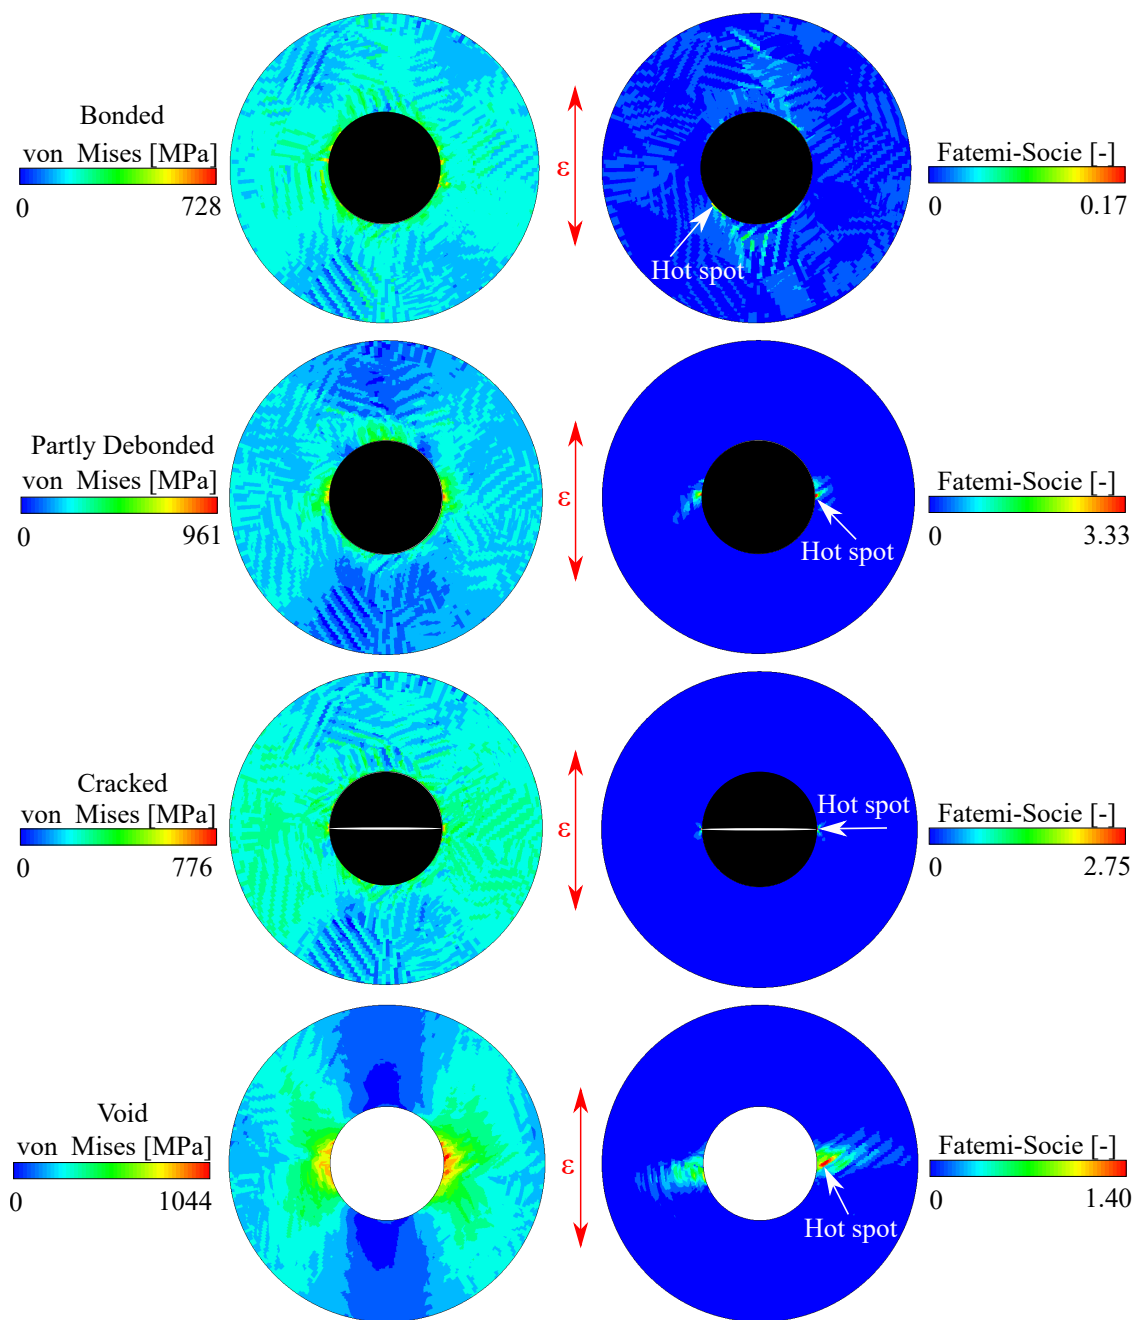 Bonded
von Mises [MPa]
0 728
ε
Hot spot
Fatemi-Socie [-]
0 0.17
Partly Debonded
von Mises [MPa]
0 961
ε
Hot spot
Fatemi-Socie [-]
0 3.33
Cracked
von Mises [MPa]
0 776
ε
Hot spot
Fatemi-Socie [-]
0 2.75
Void
von Mises [MPa]
0 1044
ε
Hot spot
Fatemi-Socie [-]
0 1.40